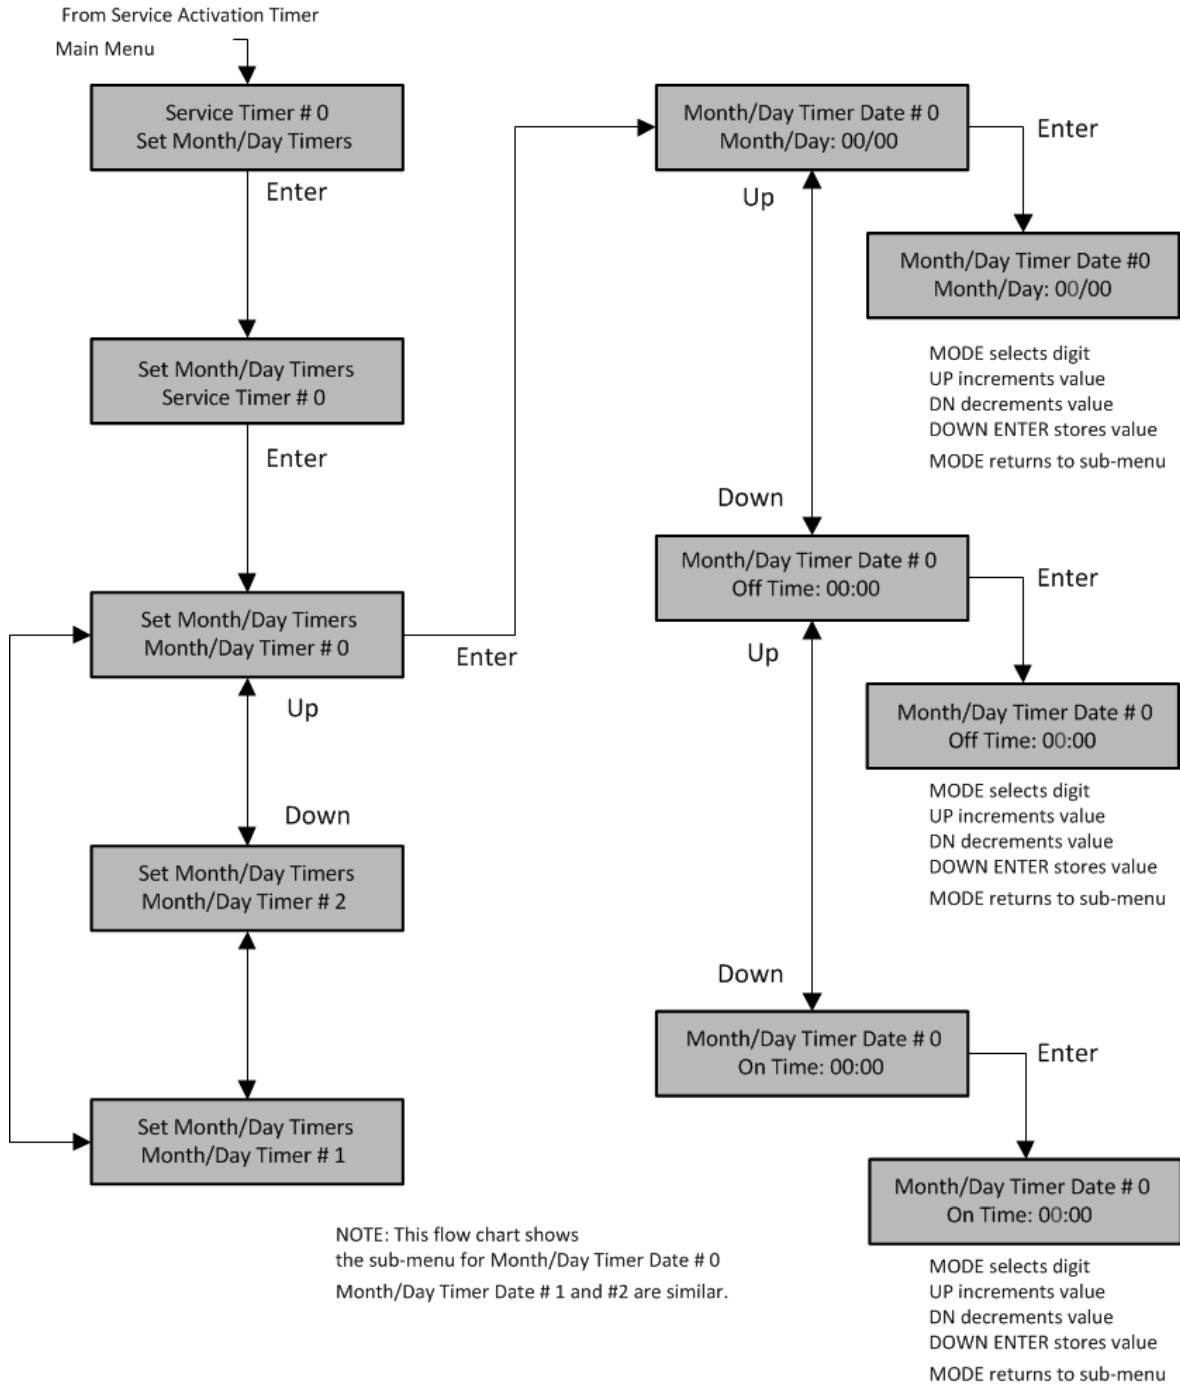 From Service Activation Timer
Main Menu
Service Timer # 0
Set Month/Day Timers
Enter
Set Month/Day Timers
Service Timer # 0
Enter
Set Month/Day Timers
Month/Day Timer # 0
Enter
Up
Down
Set Month/Day Timers
Month/Day Timer # 2
Set Month/Day Timers
Month/Day Timer # 1
Month/Day Timer Date # 0
Month/Day: 00/00
Enter
Up
Month/Day Timer Date #0
Month/Day: 00/00
MODE selects digit
UP increments value
DN decrements value
DOWN ENTER stores value
MODE returns to sub-menu
Down
Month/Day Timer Date # 0
Off Time: 00:00
Enter
Up
Month/Day Timer Date # 0
Off Time: 00:00
MODE selects digit
UP increments value
DN decrements value
DOWN ENTER stores value
MODE returns to sub-menu
Down
Month/Day Timer Date # 0
On Time: 00:00
Enter
Month/Day Timer Date # 0
On Time: 00:00
MODE selects digit
UP increments value
DN decrements value
DOWN ENTER stores value
MODE returns to sub-menu
NOTE: This flow chart shows
the sub-menu for Month/Day Timer Date # 0
Month/Day Timer Date # 1 and #2 are similar.